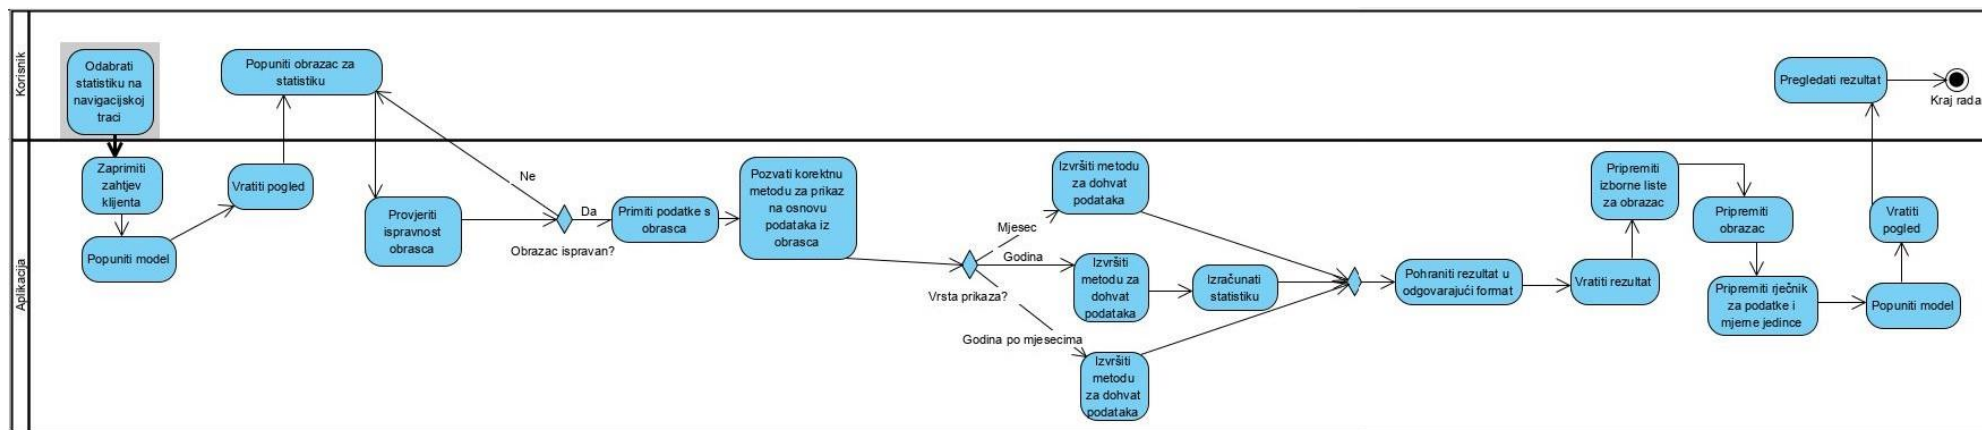 Korisnik
Odabrati
statistiku na
navigacijskoj
traci
Popuniti obrazac za
statistiku
Pregledati rezultat
Kraj rada
Aplikacija
Zaprimiti
zahtjev
klijenta
Popuniti model
Vratiti pogled
Provjeriti
ispravnost
obrasca
Ne
Da
Obrazac ispravan?
Primiti podatke s
obrasca
Pozvati korektnu
metodu za prikaz
na osnovu
podataka iz
obrasca
Vrsta prikaza?
Mjesec
Godina
Godina po mjesecima
Izvršiti metodu
za dohvat
podataka
Izvršiti
metodu za
dohvat
podataka
Izračunati
statistiku
Izvršiti
metodu
za dohvat
podataka
Pohraniti rezultat u
odgovarajući format
Vratiti rezultat
Pripremiti
izborne liste
za obrazac
Pripremiti
obrazac
Pripremiti rječnik
za podatke i
mjerne jedince
Popuniti model
Vratiti
pogled